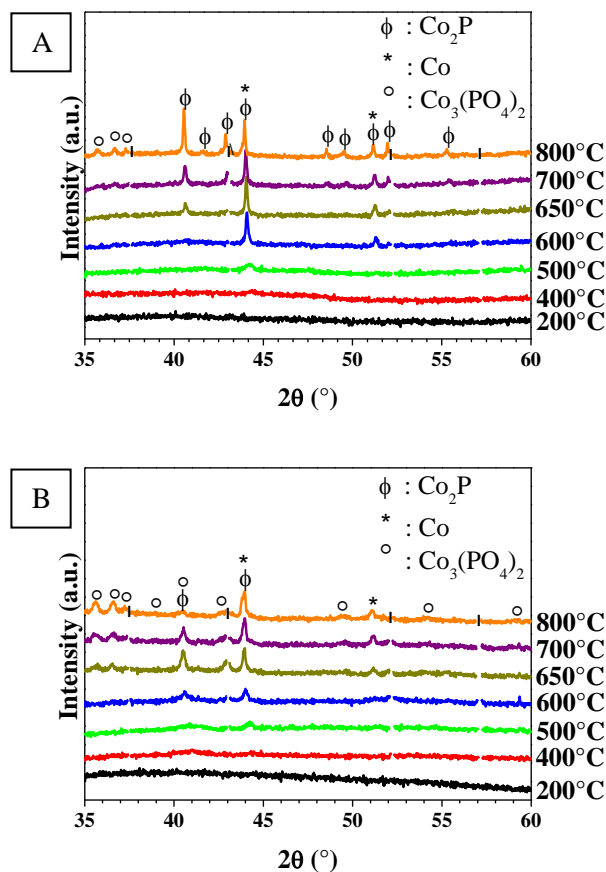 A
ϕ : Co₂P
* : Co
○ : Co₃(PO₄)₂
* ϕ ○ ○ ○ ϕ ϕ ϕ ϕ ϕ ϕ * ϕ ϕ ϕ
Intensity (a.u.)
800°C
700°C
650°C
600°C
500°C
400°C
200°C
35 40 45 50 55 60
2θ (°)
B
ϕ : Co₂P
* : Co
○ : Co₃(PO₄)₂
* ○ ○ ○ ○ ○ ϕ ○ ϕ ○ * ○ ○
Intensity (a.u.)
800°C
700°C
650°C
600°C
500°C
400°C
200°C
35 40 45 50 55 60
2θ (°)